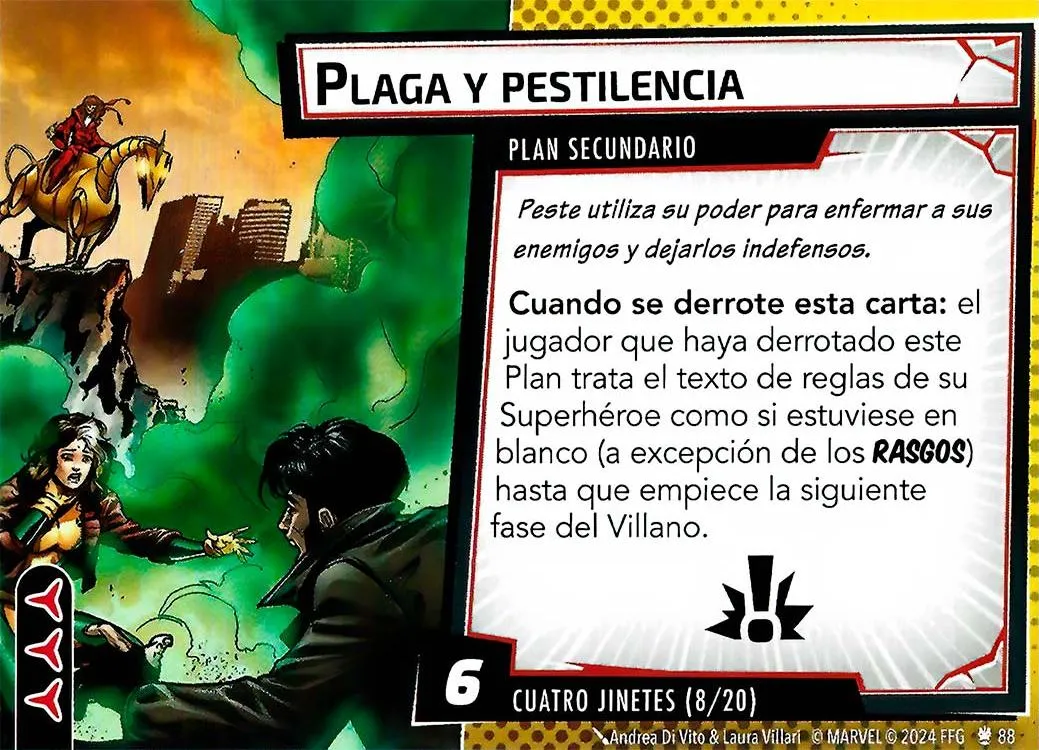 PLAGA Y PESTILENCIA
PLAN SECUNDARIO
Peste utiliza su poder para enfermar a sus
enemigos y dejarlos indefensos.
Cuando se derrote esta carta: el
jugador que haya derrotado este
Plan trata el texto de reglas de su
Superhéroe como si estuviese en
blanco (a excepción de los RASGOS)
hasta que empiece la siguiente
fase del Villano.
6
CUATRO JINETES (8/20)
Andrea Di Vito & Laura Villari © MARVEL © 2024 FFG 88